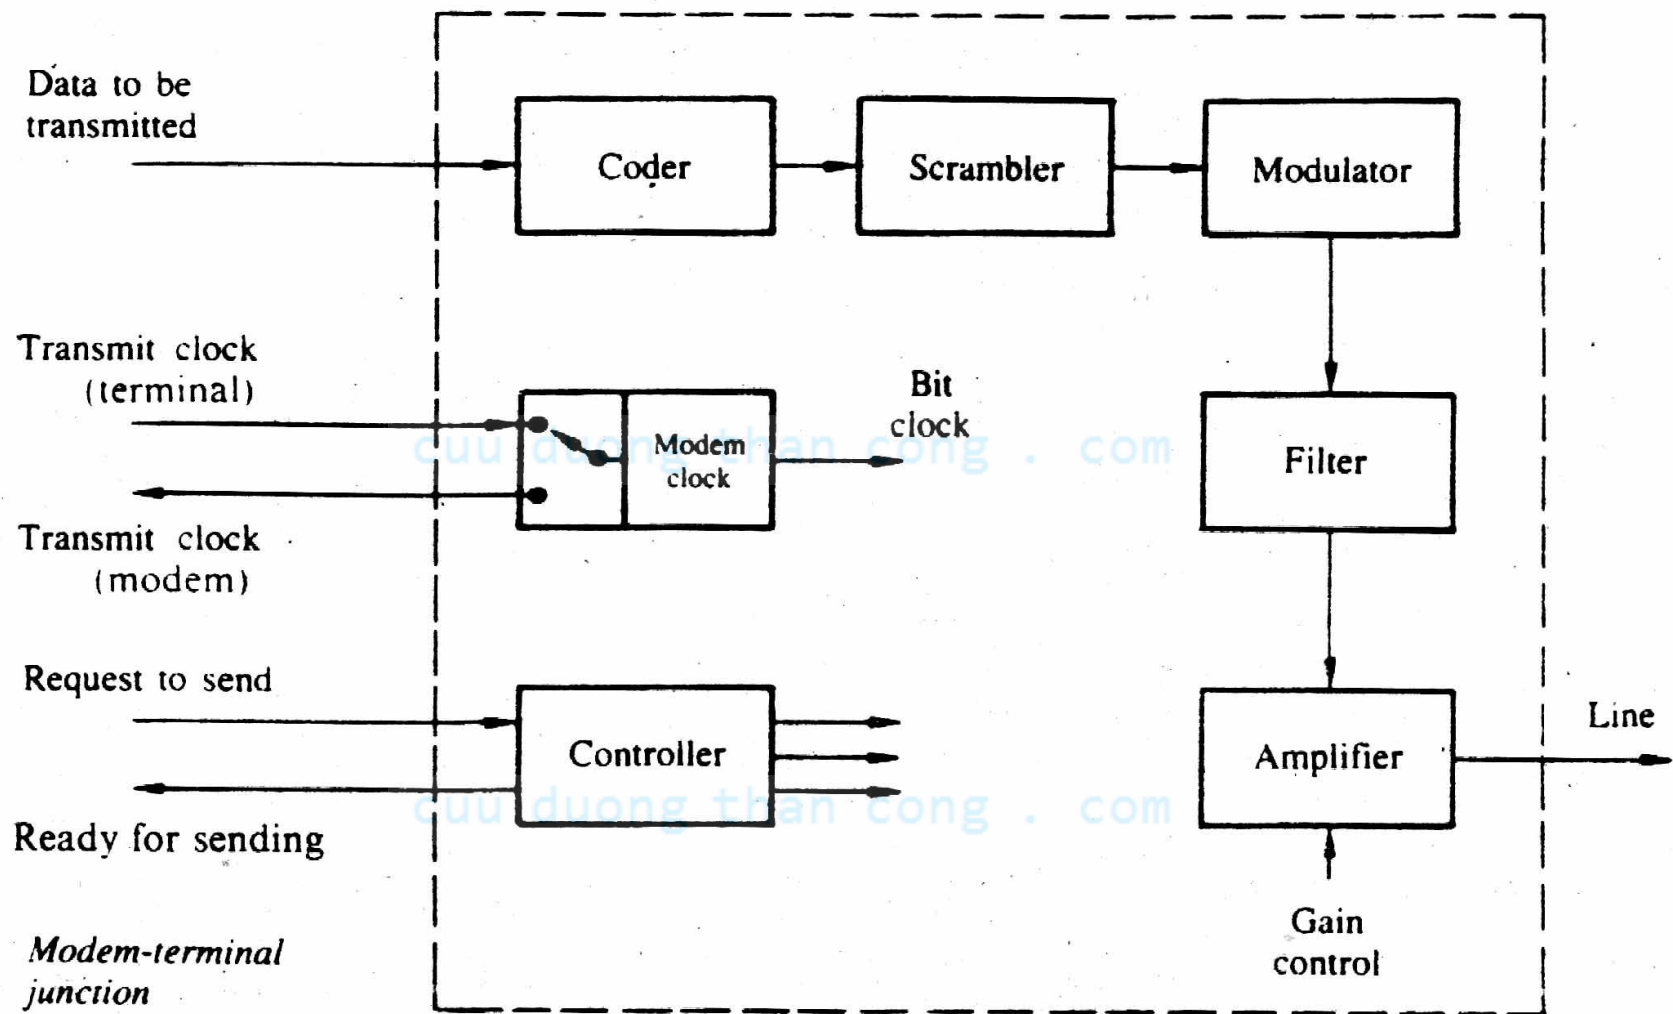 Data to be
transmitted
Coder
Scrambler
Modulator
Transmit clock
(terminal)
Modem
clock
Bit
clock
Filter
cuu duong than cong . com
Transmit clock
(modem)
Request to send
Controller
Amplifier
Line
cuu duong than cong . com
Ready for sending
Gain
control
Modem-terminal
junction